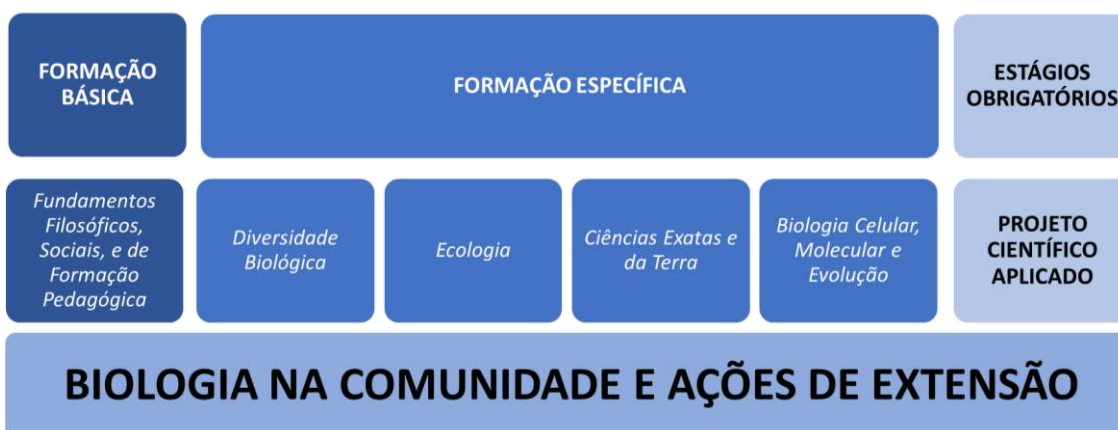 FORMAÇÃO
BÁSICA
FORMAÇÃO ESPECÍFICA
ESTÁGIOS
OBRIGATÓRIOS
Fundamentos
Filosóficos,
Sociais, e de
Formação
Pedagógica
Diversidade
Biológica
Ecologia
Ciências Exatas e
da Terra
Biologia Celular,
Molecular e
Evolução
PROJETO
CIENTÍFICO
APLICADO
BIOLOGIA NA COMUNIDADE E AÇÕES DE EXTENSÃO